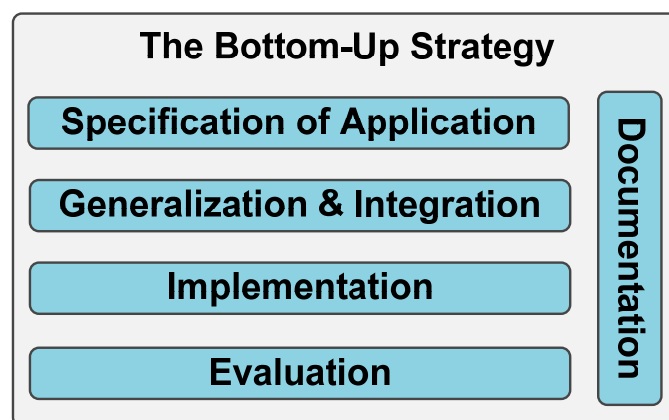 The Bottom-Up Strategy
Specification of Application
Generalization & Integration
Implementation
Evaluation
Documentation